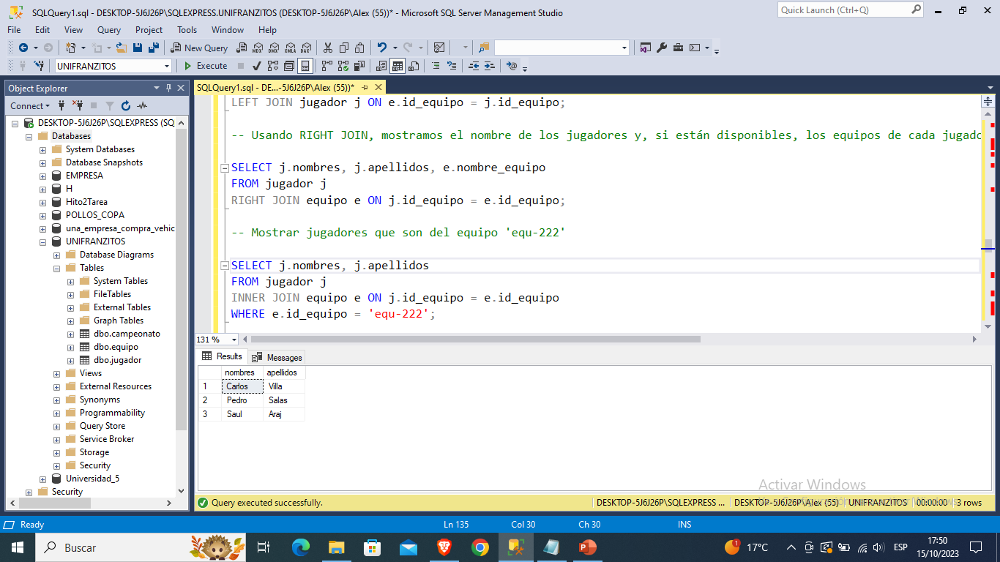 SQLQuery1.sql - DESKTOP-5J6J26P\SQLEXPRESS.UNIFRANZITOS (DESKTOP-5J6J26P\Alex (55))* - Microsoft SQL Server Management Studio
Quick Launch (Ctrl+Q)
File Edit View Query Project Tools Window Help
New Query
MDX DMX XMLA DAX
UNIFRANZITOS
Execute
Object Explorer
SQLQuery1.sql - DE...-5J6J26P\Alex (55))*
Connect
DESKTOP-5J6J26P\SQLEXPRESS (SQ
Databases
System Databases
Database Snapshots
EMPRESA
H
Hito2Tarea
POLLOS_COPA
una_empresa_compra_vehic
UNIFRANZITOS
Database Diagrams
Tables
System Tables
FileTables
External Tables
Graph Tables
dbo.campeonato
dbo.equipo
dbo.jugador
Views
External Resources
Synonyms
Programmability
Query Store
Service Broker
Storage
Security
Universidad_5
Security
LEFT JOIN jugador j ON e.id_equipo = j.id_equipo;
-- Usando RIGHT JOIN, mostramos el nombre de los jugadores y, si están disponibles, los equipos de cada jugado
SELECT j.nombres, j.apellidos, e.nombre_equipo
FROM jugador j
RIGHT JOIN equipo e ON j.id_equipo = e.id_equipo;
-- Mostrar jugadores que son del equipo 'equ-222'
SELECT j.nombres, j.apellidos
FROM jugador j
INNER JOIN equipo e ON j.id_equipo = e.id_equipo
WHERE e.id_equipo = 'equ-222';
131 %
Results Messages
nombres apellidos
1 Carlos Villa
2 Pedro Salas
3 Saul Araj
Activar Windows
Query executed successfully.
DESKTOP-5J6J26P\SQLEXPRESS ... DESKTOP-5J6J26P\Alex (55) UNIFRANZITOS 00:00:00 3 rows
Ready
Ln 135 Col 30 Ch 30 INS
Buscar
1
17°C
ESP
17:50
15/10/2023